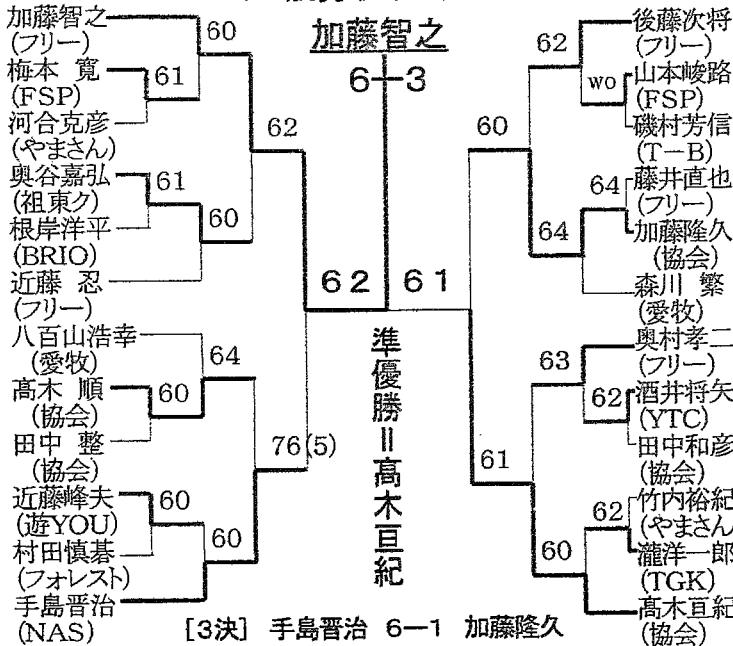 加藤智之
6-3
加藤智之
(フリー)
60
梅本 寛
(FSP)
61
河合克彦
(やまさん)
62
奥谷嘉弘
(祖東ク)
61
根岸洋平
(BRIO)
60
近藤 忍
(フリー)
62
八百山浩幸
(愛牧)
64
髙木 順
(協会)
60
田中 整
(協会)
76(5)
近藤峰夫
(遊YOU)
60
村田慎碁
(フォレスト)
60
手島晋治
(NAS)
61
準優勝=高木亘紀
後藤次将
(フリー)
62
山本峻路
(FSP)
wo
磯村芳信
(T-B)
60
藤井直也
(フリー)
64
加藤隆久
(協会)
64
森川 繁
(愛牧)
奥村孝二
(フリー)
63
酒井将矢
(YTC)
62
田中和彦
(協会)
61
竹内裕紀
(やまさん
62
瀧洋一郎
(TGK)
60
髙木亘紀
(協会)
[3決] 手島晋治 6-1 加藤隆久